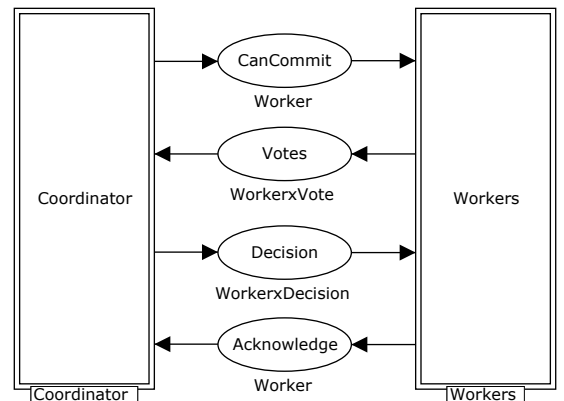 CanCommit
Worker
Votes
WorkerxVote
Coordinator
Workers
Decision
WorkerxDecision
Acknowledge
Worker
Coordinator
Workers